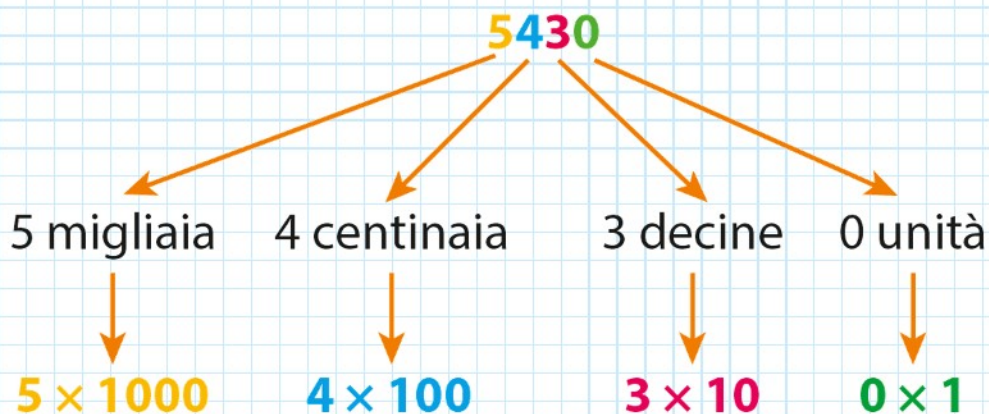 5430
5 migliaia 4 centinaia 3 decine 0 unità
5 × 1000 4 × 100 3 × 10 0 × 1